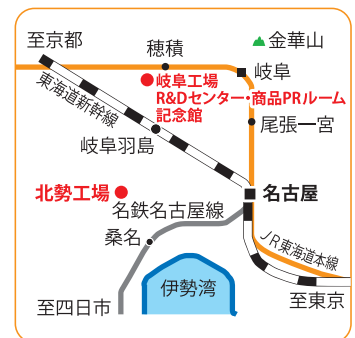 至京都
穂積
金華山
岐阜工場
R&Dセンター・商品PRルーム
記念館
岐阜
東海道新幹線
尾張一宮
岐阜羽島
北勢工場
名古屋
名鉄名古屋線
桑名
JR東海道本線
伊勢湾
至四日市
至東京